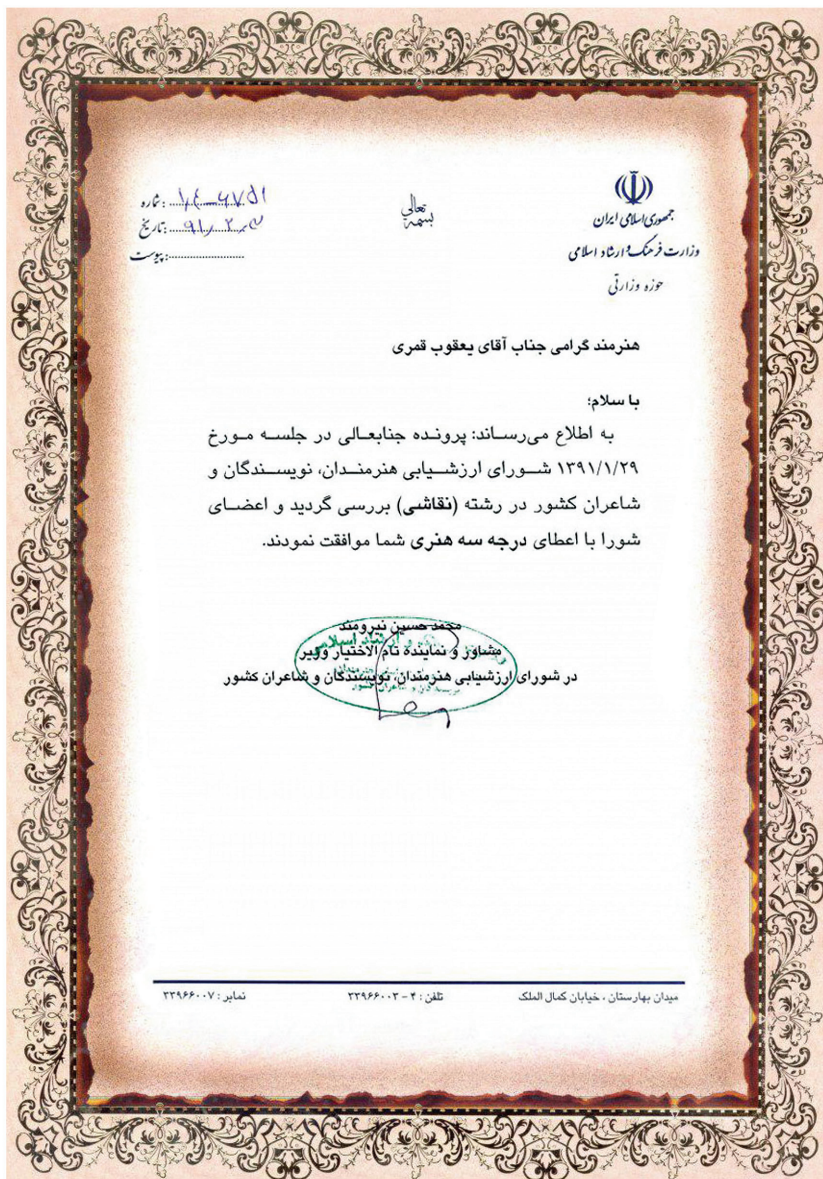 بسمه تعالی
جمهوری اسلامی ایران
وزارت فرهنگ و ارشاد اسلامی
حوزه وزارتی
شماره :
تاریخ : ۹۱/۲/۳
پیوست :
هنرمند گرامی جناب آقای یعقوب قمری
با سلام؛
به اطلاع می‌رساند: پرونده جنابعالی در جلسه مورخ
۱۳۹۱/۱/۲۹ شورای ارزشیابی هنرمندان، نویسندگان و
شاعران کشور در رشته (نقاشی) بررسی گردید و اعضای
شورا با اعطای درجه سه هنری شما موافقت نمودند.
محمد حسین نیرومند
مشاور و نماینده تام الاختیار وزیر
در شورای ارزشیابی هنرمندان، نویسندگان و شاعران کشور
میدان بهارستان ، خیابان کمال الملک
تلفن : ۴ - ۳۳۹۶۶۰۰۳
نمابر : ۳۳۹۶۶۰۰۷